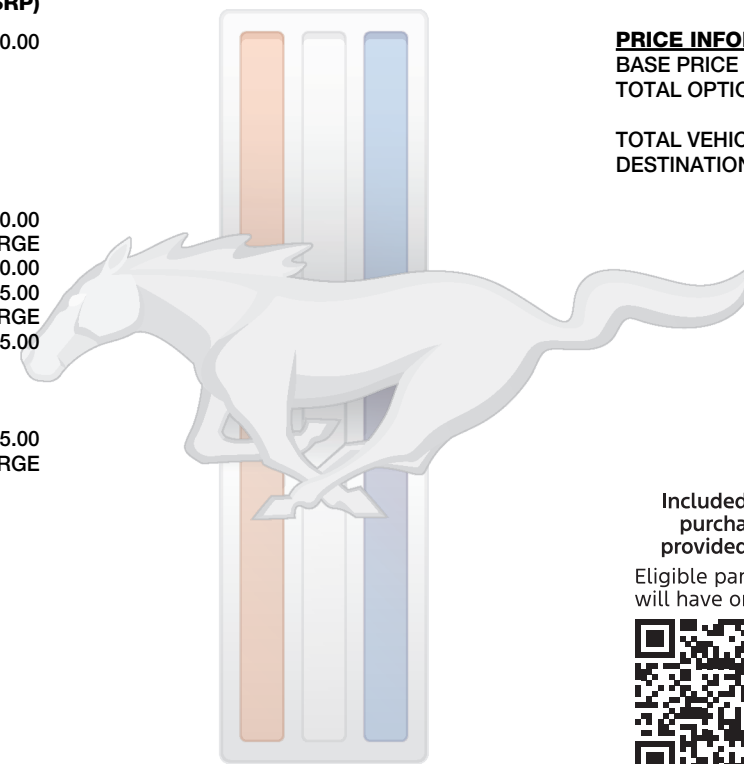 SRP)
0.00
0.00
RGE
0.00
5.00
RGE
5.00
5.00
RGE
PRICE INFO
BASE PRICE
TOTAL OPTIO
TOTAL VEHIC
DESTINATION
Included
purcha
provided
Eligible par
will have o